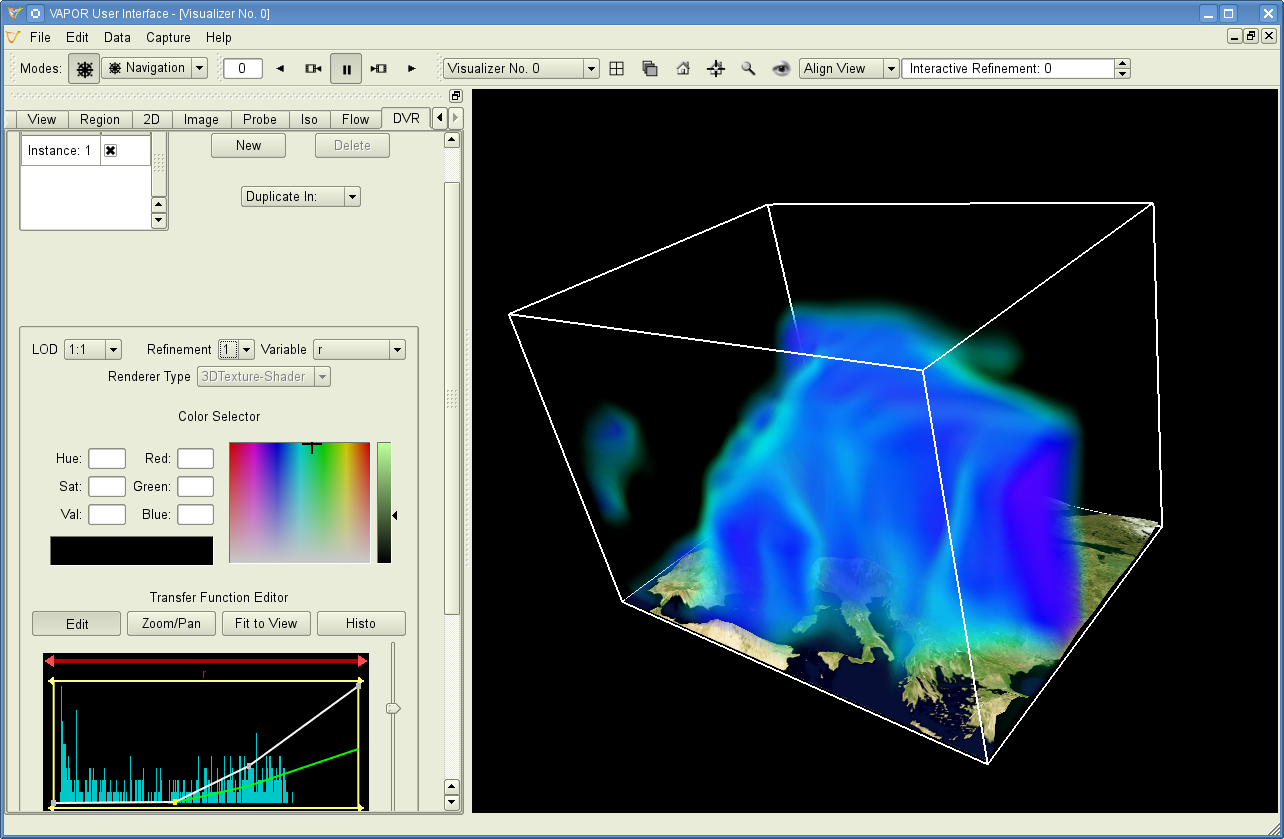 VAPOR User Interface - [Visualizer No. 0]
File Edit Data Capture Help
Modes: Navigation 0 Visualizer No. 0 Align View Interactive Refinement: 0
View Region 2D Image Probe Iso Flow DVR
Instance: 1 New Delete
Duplicate In:
LOD 1:1 Refinement 1 Variable r
Renderer Type 3DTexture-Shader
Color Selector
Hue: Red:
Sat: Green:
Val: Blue:
Transfer Function Editor
Edit Zoom/Pan Fit to View Histo
r